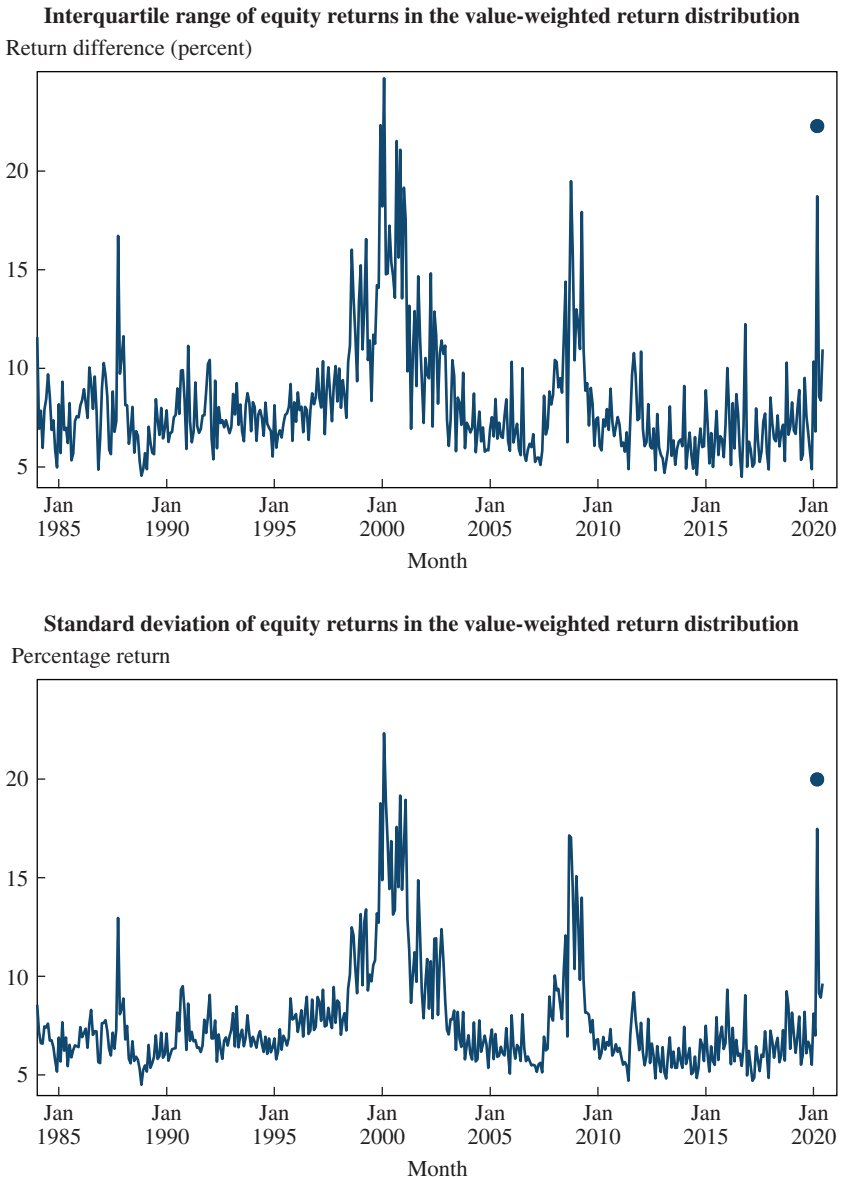 Interquartile range of equity returns in the value-weighted return distribution
Return difference (percent)
20
15
10
5
Jan Jan Jan Jan Jan Jan Jan Jan
1985 1990 1995 2000 2005 2010 2015 2020
Month
Standard deviation of equity returns in the value-weighted return distribution
Percentage return
20
15
10
5
Jan Jan Jan Jan Jan Jan Jan Jan
1985 1990 1995 2000 2005 2010 2015 2020
Month